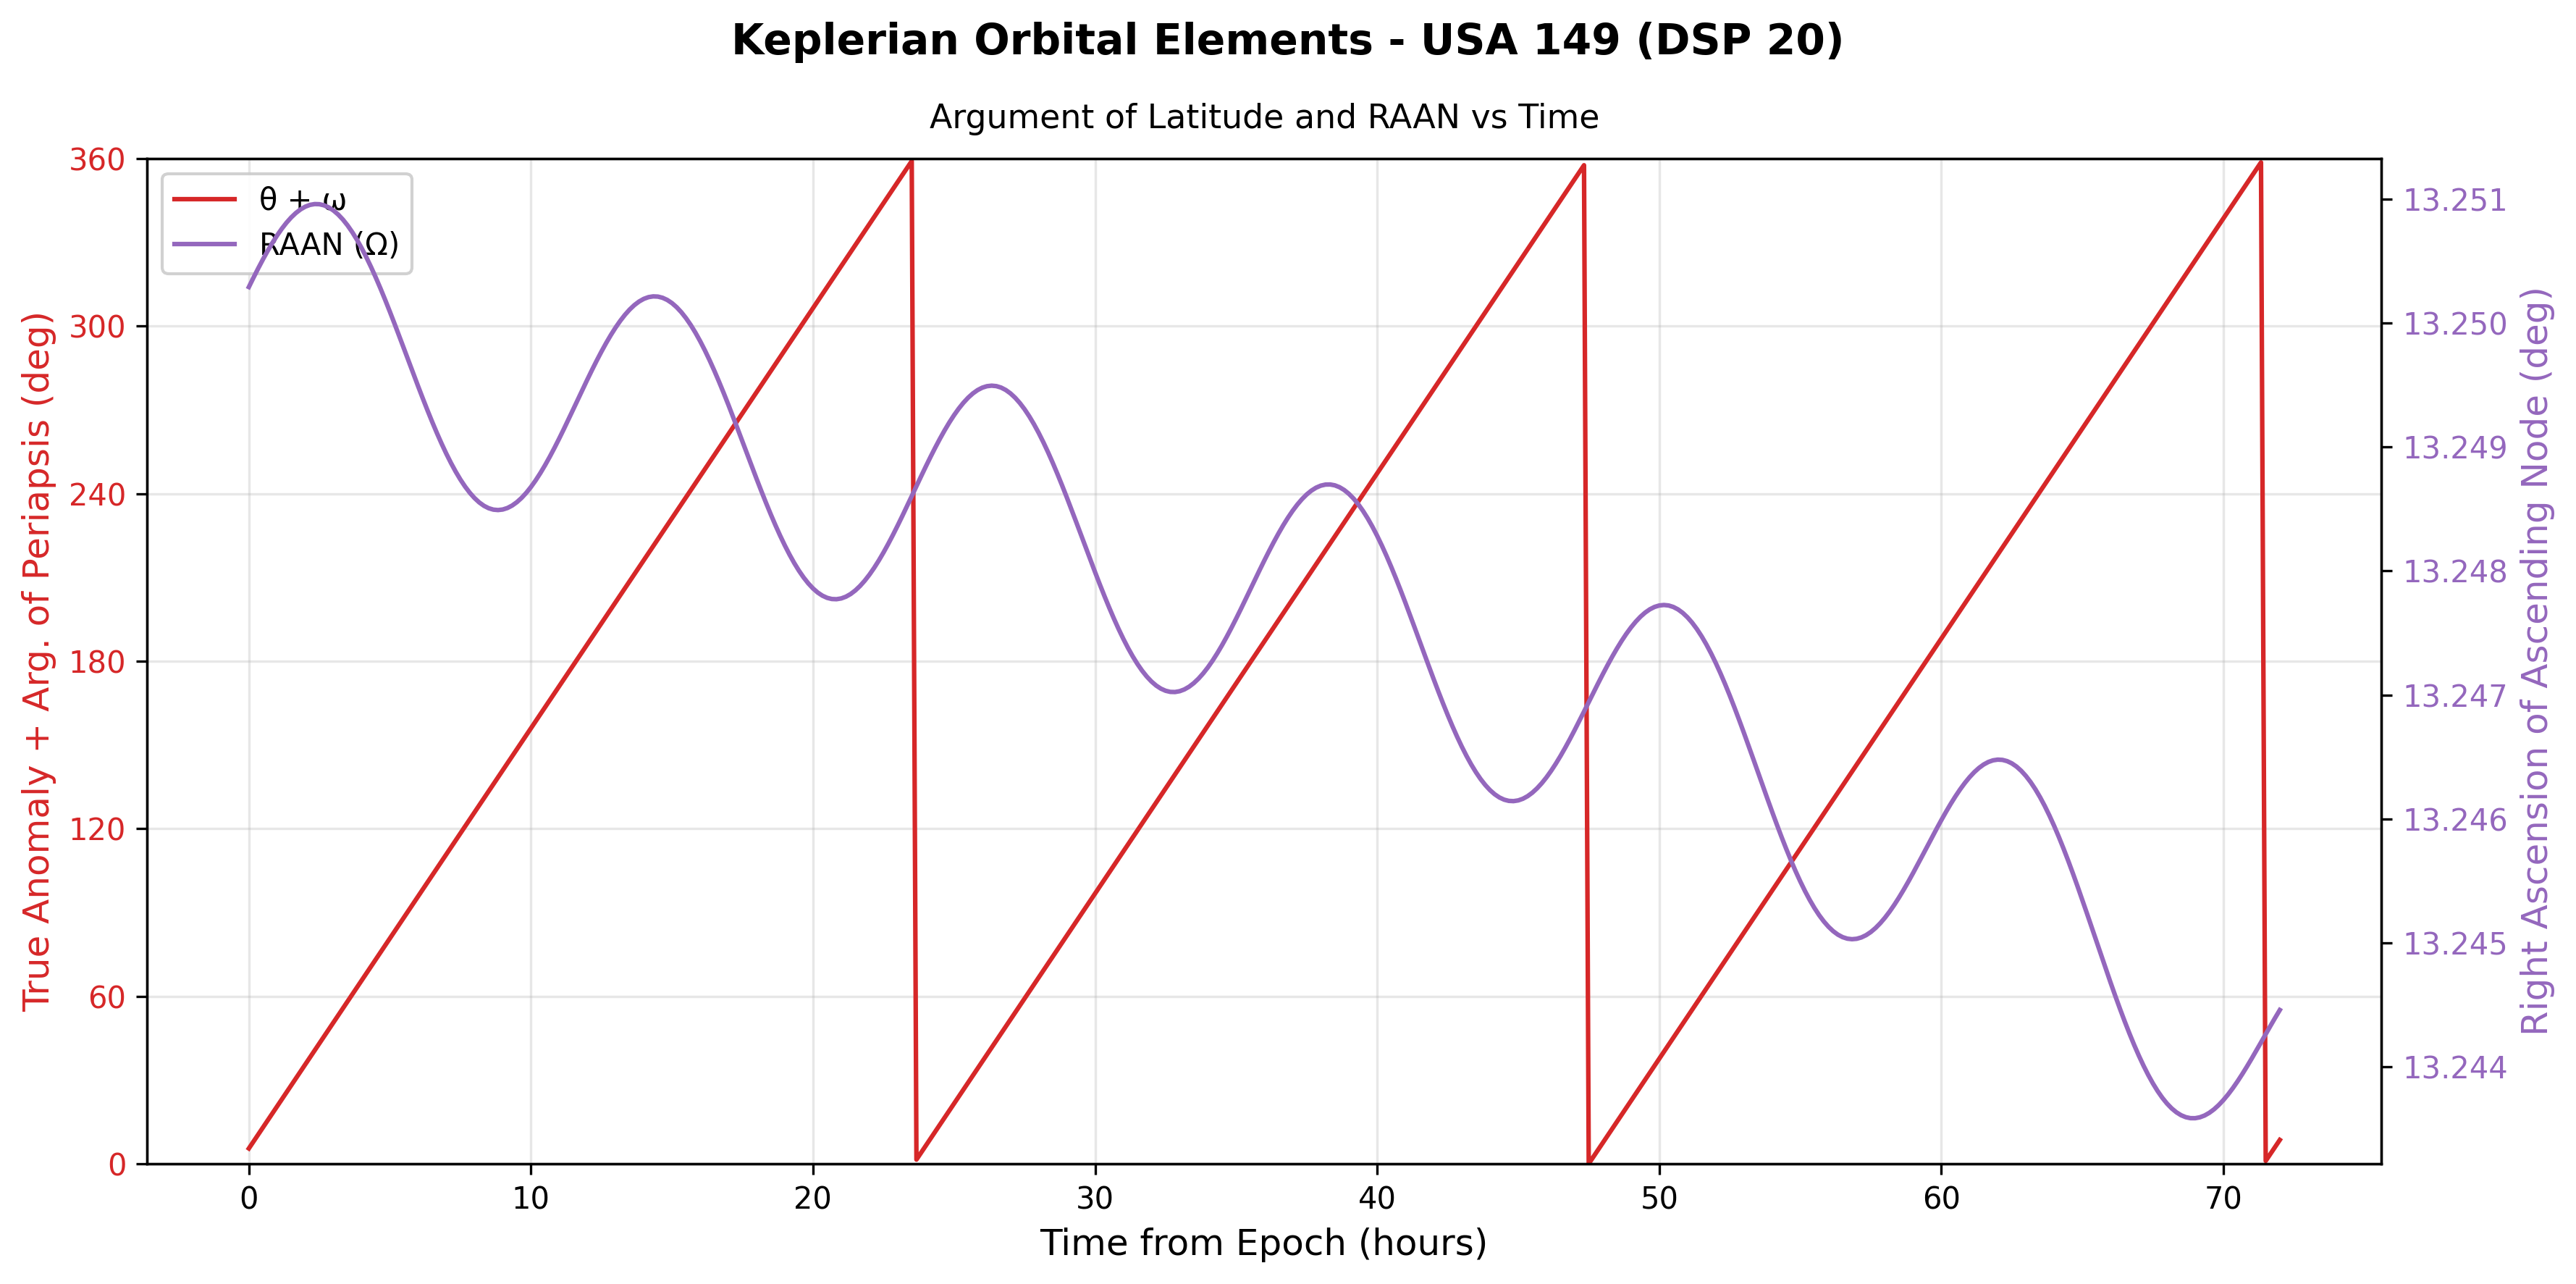 Keplerian Orbital Elements - USA 149 (DSP 20)
Argument of Latitude and RAAN vs Time
True Anomaly + Arg. of Periapsis (deg)
360
300
240
180
120
60
0
θ + ω
RAAN (Ω)
13.251
13.250
13.249
13.248
13.247
13.246
13.245
13.244
Right Ascension of Ascending Node (deg)
0 10 20 30 40 50 60 70
Time from Epoch (hours)